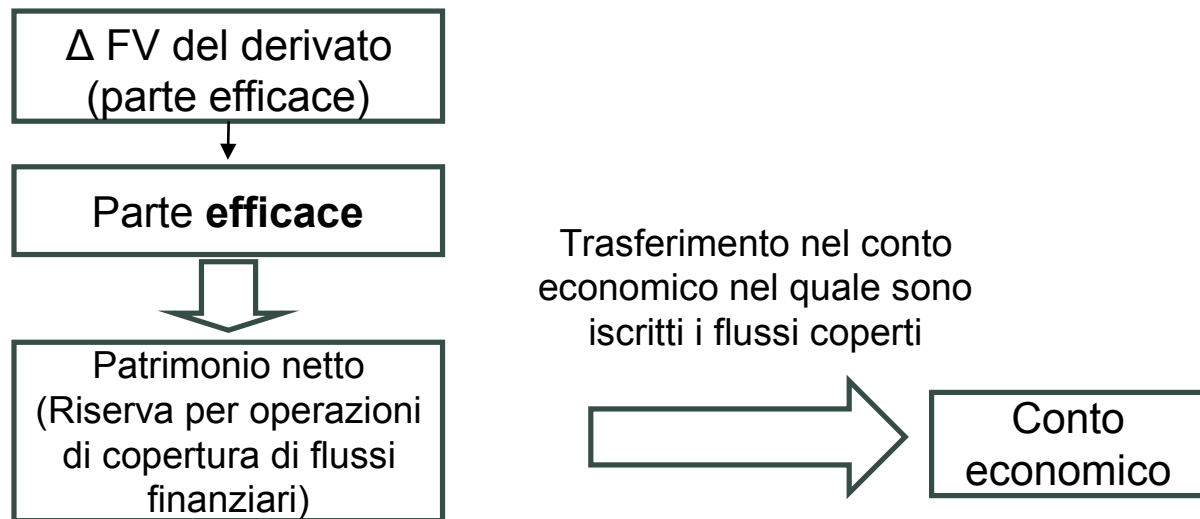 Δ FV del derivato
(parte efficace)
Parte efficace
Patrimonio netto
(Riserva per operazioni
di copertura di flussi
finanziari)
Trasferimento nel conto
economico nel quale sono
iscritti i flussi coperti
Conto
economico